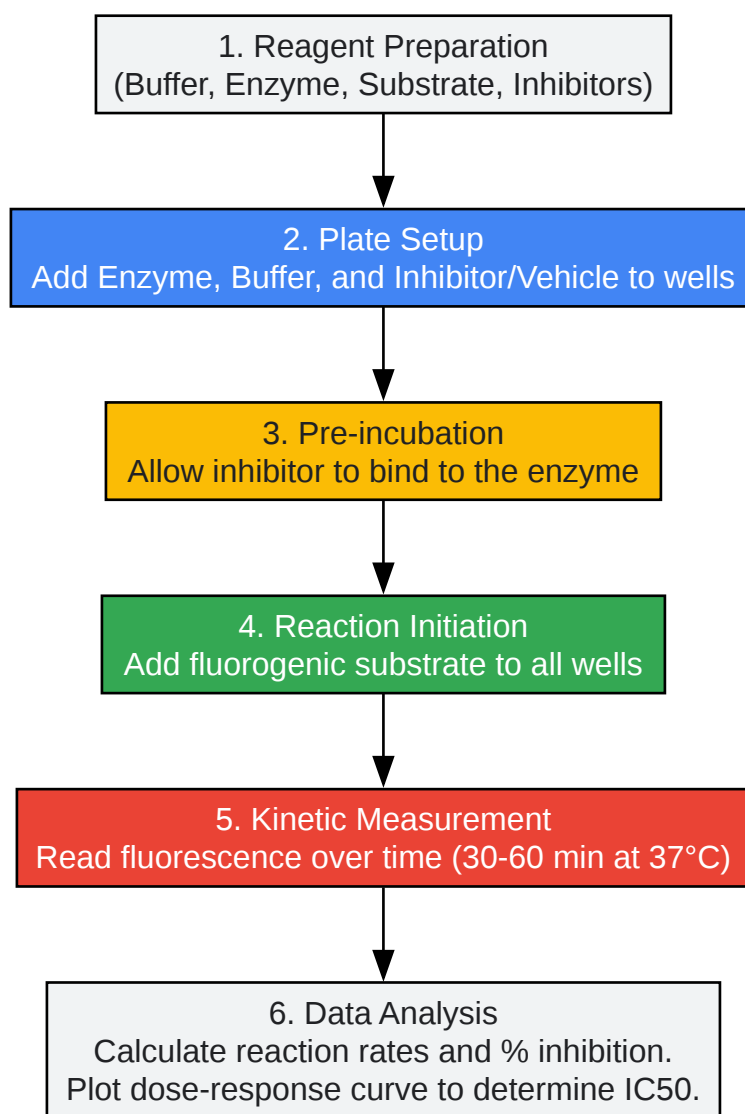 1. Reagent Preparation
(Buffer, Enzyme, Substrate, Inhibitors)
2. Plate Setup
Add Enzyme, Buffer, and Inhibitor/Vehicle to wells
3. Pre-incubation
Allow inhibitor to bind to the enzyme
4. Reaction Initiation
Add fluorogenic substrate to all wells
5. Kinetic Measurement
Read fluorescence over time (30-60 min at 37°C)
6. Data Analysis
Calculate reaction rates and % inhibition.
Plot dose-response curve to determine IC50.